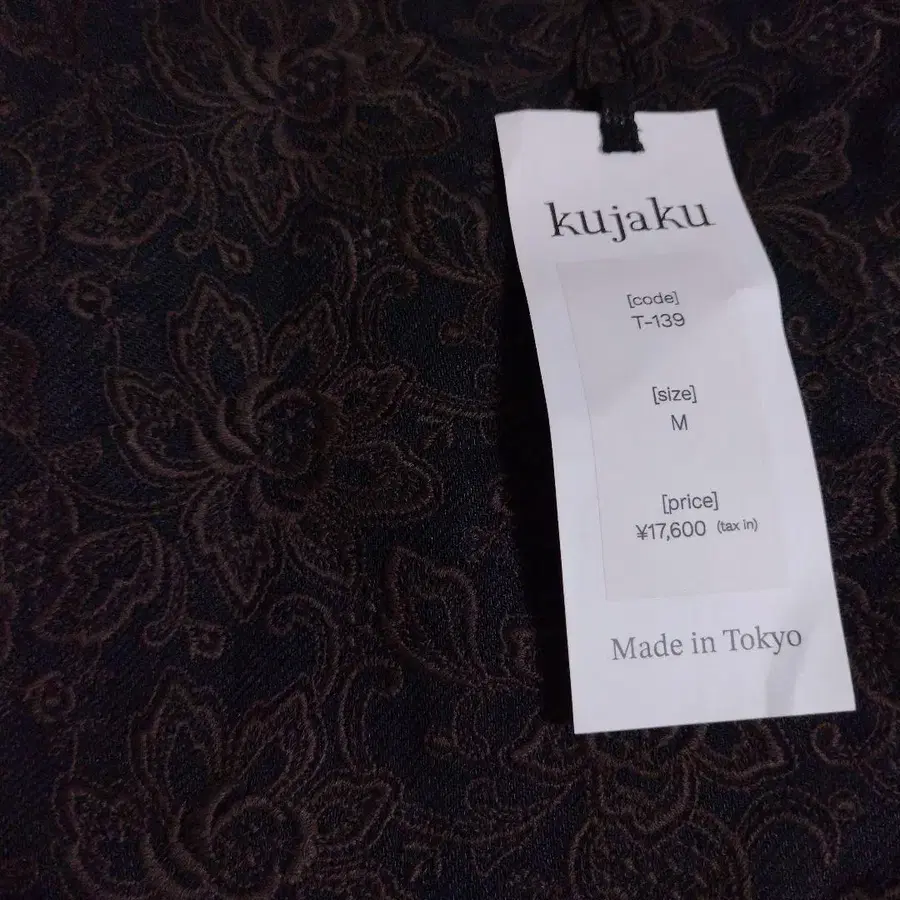 kujaku
[code]
T-139
[size]
M
[price]
¥17,600 (tax in)
Made in Tokyo